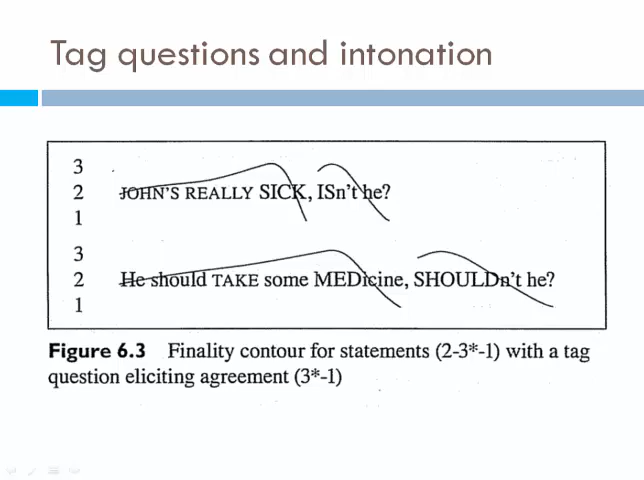 Tag questions and intonation
3
2 JOHN'S REALLY SICK, ISn't he?
1
3
2 He should TAKE some MEDicine, SHOULDn't he?
1
Figure 6.3 Finality contour for statements (2-3*-1) with a tag
question eliciting agreement (3*-1)